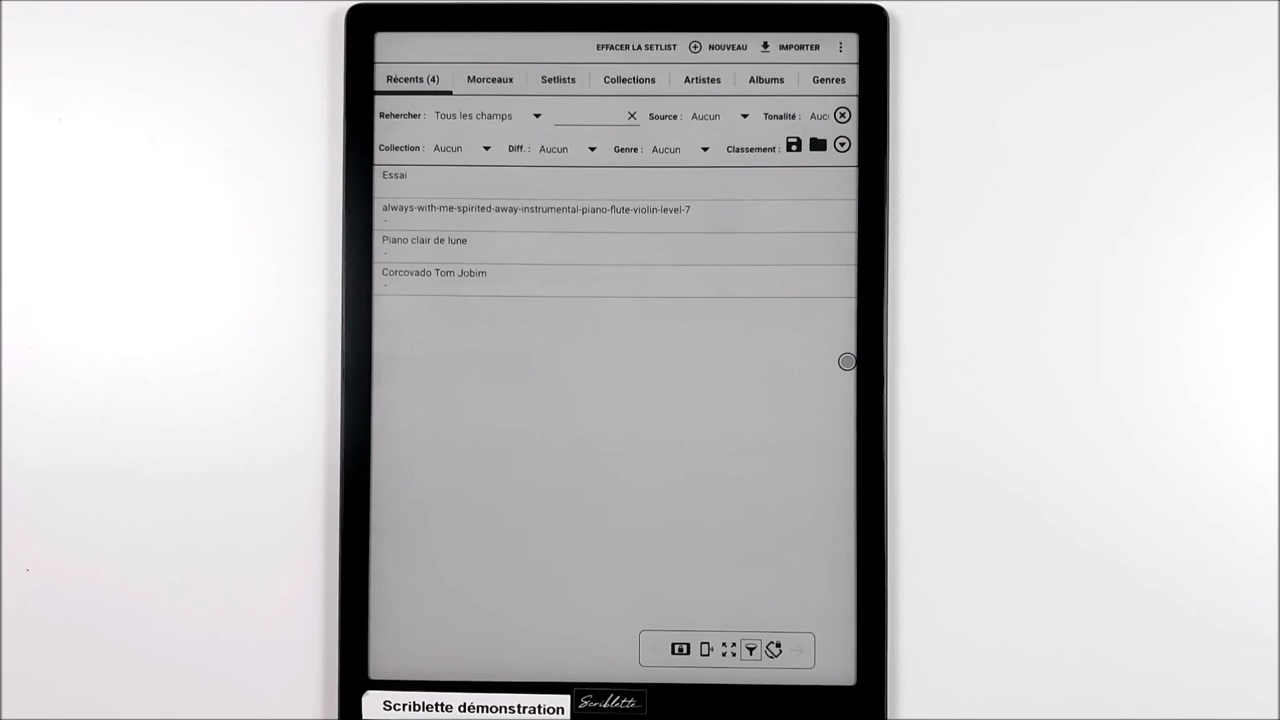 EFFACER LA SETLIST NOUVEAU IMPORTER
Récents (4) Morceaux Setlists Collections Artistes Albums Genres
Rehercher : Tous les champs Source : Aucun Tonalité : Auc
Collection : Aucun Diff. : Aucun Genre : Aucun Classement :
Essai
always-with-me-spirited-away-instrumental-piano-flute-violin-level-7
-
Piano clair de lune
-
Corcovado Tom Jobim
-
Scriblette démonstration Scriblette